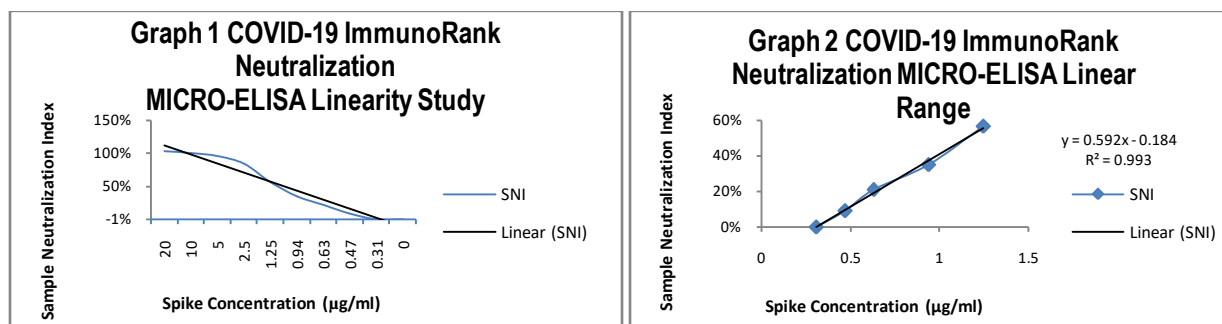 Graph 1 COVID-19 ImmunoRank
Neutralization
MICRO-ELISA Linearity Study
Sample Neutralization Index
150%
100%
50%
-1%
20
10
5
2.5
1.25
0.94
0.63
0.47
0.31
0
Spike Concentration (µg/ml)
SNI
Linear (SNI)
Graph 2 COVID-19 ImmunoRank
Neutralization MICRO-ELISA Linear
Range
Sample Neutralization Index
60%
40%
20%
0%
0
0.5
1
1.5
Spike Concentration (µg/ml)
y = 0.592x - 0.184
R² = 0.993
SNI
Linear (SNI)